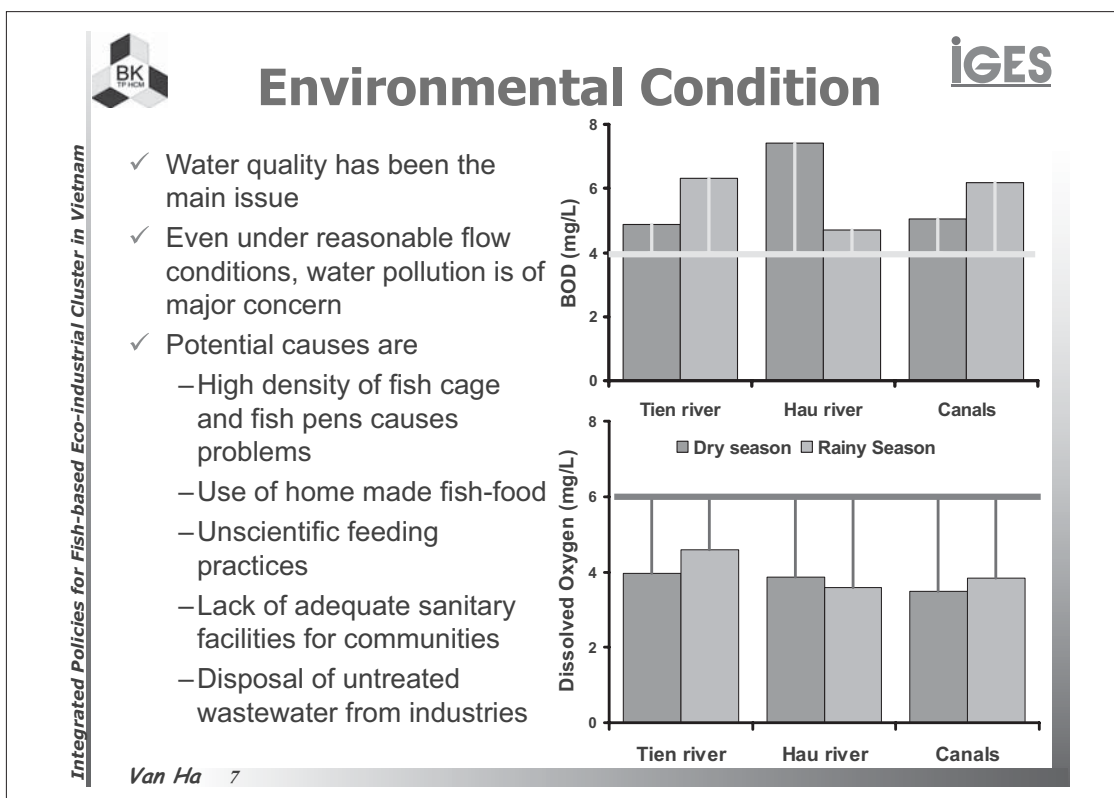 BK
TP HCM
Environmental Condition
IGES
Integrated Policies for Fish-based Eco-industrial Cluster in Vietnam
✓ Water quality has been the
main issue
✓ Even under reasonable flow
conditions, water pollution is of
major concern
✓ Potential causes are
–High density of fish cage
and fish pens causes
problems
–Use of home made fish-food
–Unscientific feeding
practices
–Lack of adequate sanitary
facilities for communities
–Disposal of untreated
wastewater from industries
BOD (mg/L)
8
6
4
2
0
Tien river Hau river Canals
Dry season Rainy Season
Dissolved Oxygen (mg/L)
8
6
4
2
0
Tien river Hau river Canals
Van Ha 7